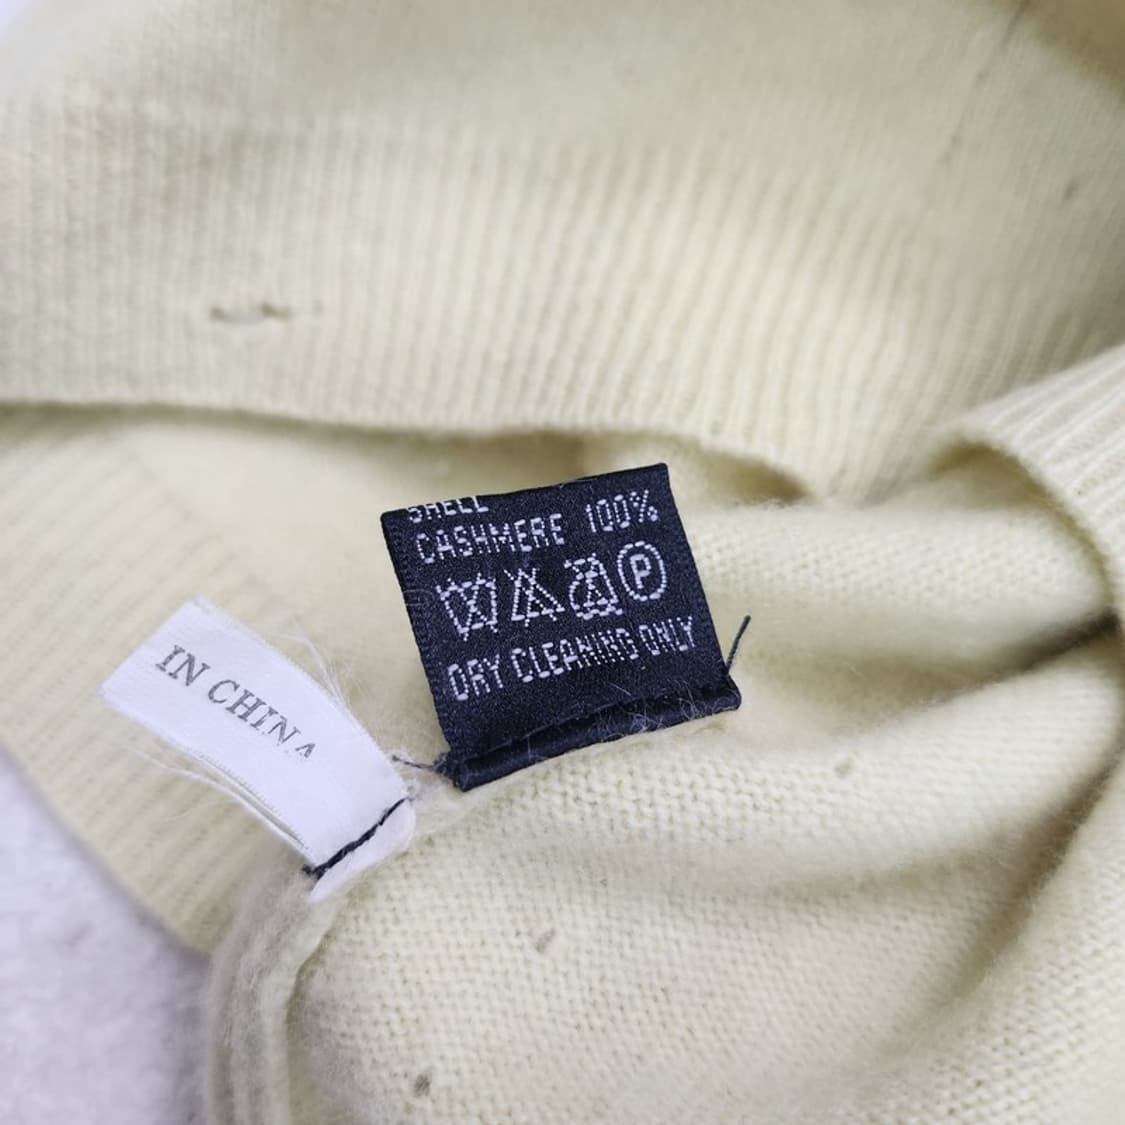 SHELL
CASHMERE 100%
P
DRY CLEANING ONLY
IN CHINA